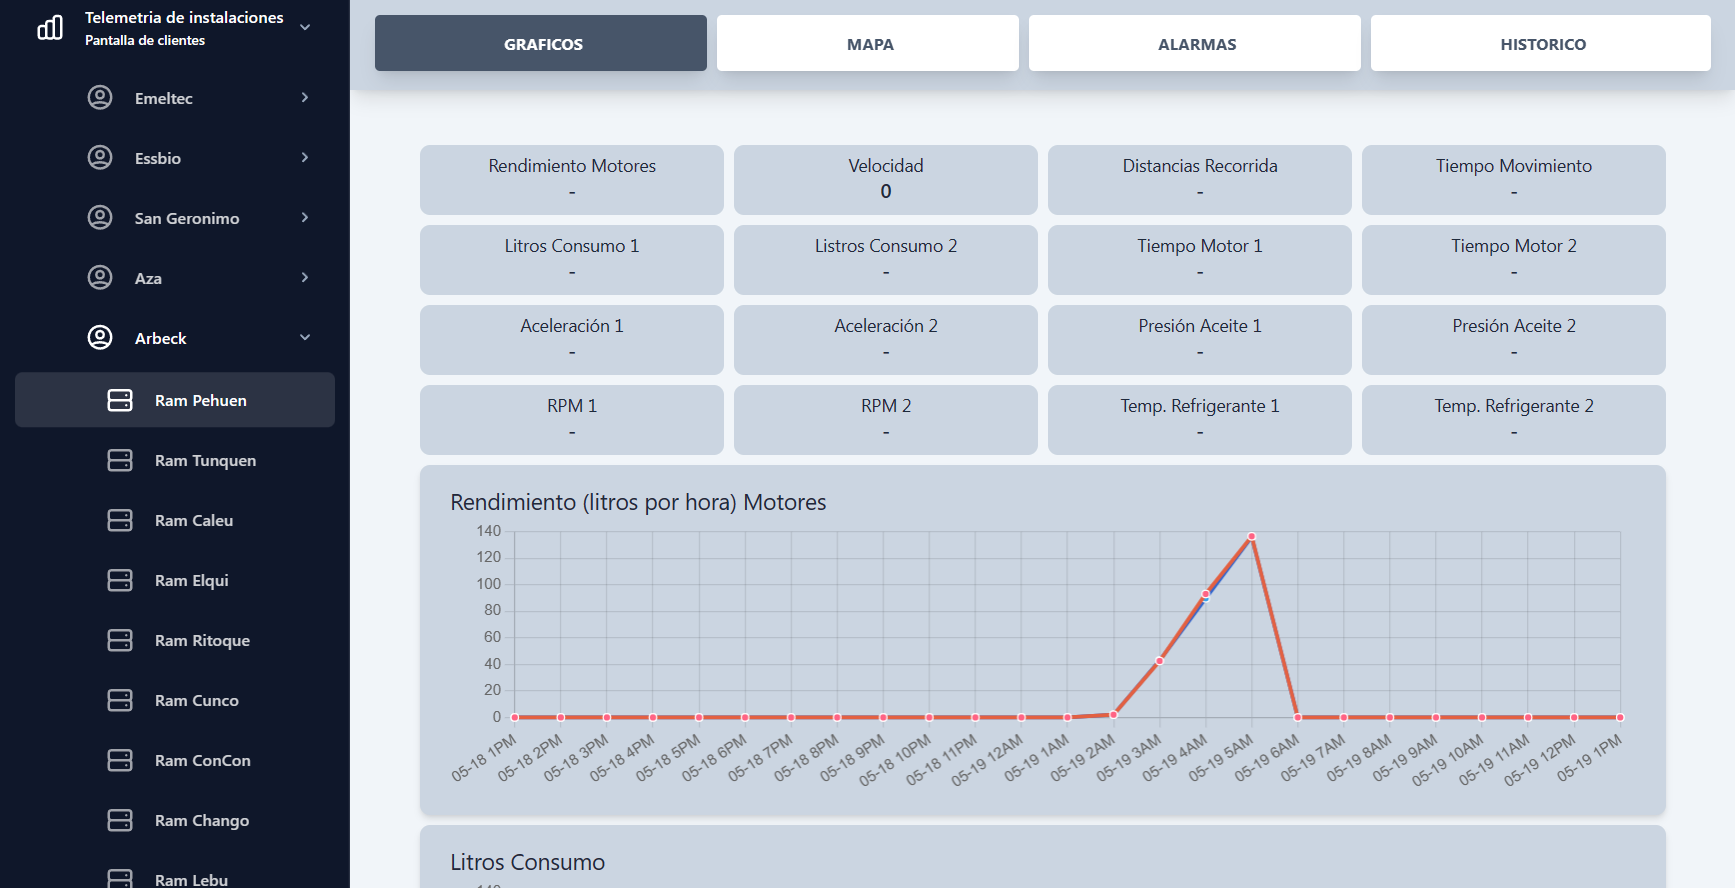 Telemetria de instalaciones
Pantalla de clientes
Emeltec
Essbio
San Geronimo
Aza
Arbeck
Ram Pehuen
Ram Tunquen
Ram Caleu
Ram Elqui
Ram Ritoque
Ram Cunco
Ram ConCon
Ram Chango
Ram Lebu
GRAFICOS
MAPA
ALARMAS
HISTORICO
Rendimiento Motores
-
Velocidad
0
Distancias Recorrida
-
Tiempo Movimiento
-
Litros Consumo 1
-
Listros Consumo 2
-
Tiempo Motor 1
-
Tiempo Motor 2
-
Aceleración 1
-
Aceleración 2
-
Presión Aceite 1
-
Presión Aceite 2
-
RPM 1
-
RPM 2
-
Temp. Refrigerante 1
-
Temp. Refrigerante 2
-
Rendimiento (litros por hora) Motores
140
120
100
80
60
40
20
0
05-18 1PM
05-18 2PM
05-18 3PM
05-18 4PM
05-18 5PM
05-18 6PM
05-18 7PM
05-18 8PM
05-18 9PM
05-18 10PM
05-18 11PM
05-19 12AM
05-19 1AM
05-19 2AM
05-19 3AM
05-19 4AM
05-19 5AM
05-19 6AM
05-19 7AM
05-19 8AM
05-19 9AM
05-19 10AM
05-19 11AM
05-19 12PM
05-19 1PM
Litros Consumo
140